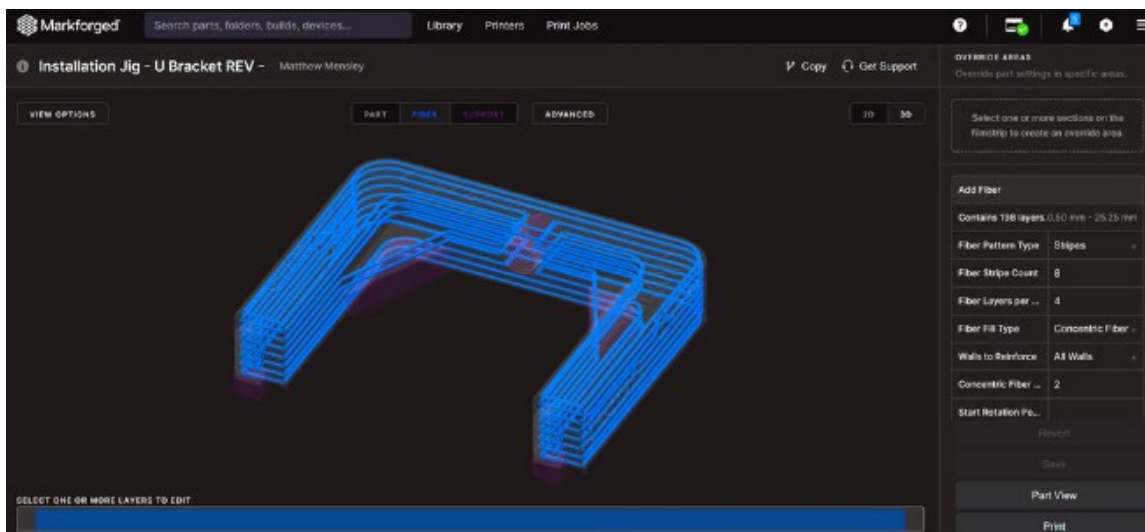 Markforged
Search parts, folders, builds, devices...
Library
Printers
Print Jobs
Installation Jig - U Bracket REV -
Matthew Mensley
Copy
Get Support
VIEW OPTIONS
PART
FIBER
SUPPORT
ADVANCED
2D
3D
OVERRIDE AREAS
Override part settings in specific areas.
Select one or more sections on the
filmstrip to create an override area.
Add Fiber
Contains 198 layers. 0.50 mm - 25.25 mm
Fiber Pattern Type Stripes
Fiber Stripe Count 8
Fiber Layers per ... 4
Fiber Fill Type Concentric Fiber
Walls to Reinforce All Walls
Concentric Fiber ... 2
Start Rotation Pe...
Revert
Save
Part View
Print
SELECT ONE OR MORE LAYERS TO EDIT